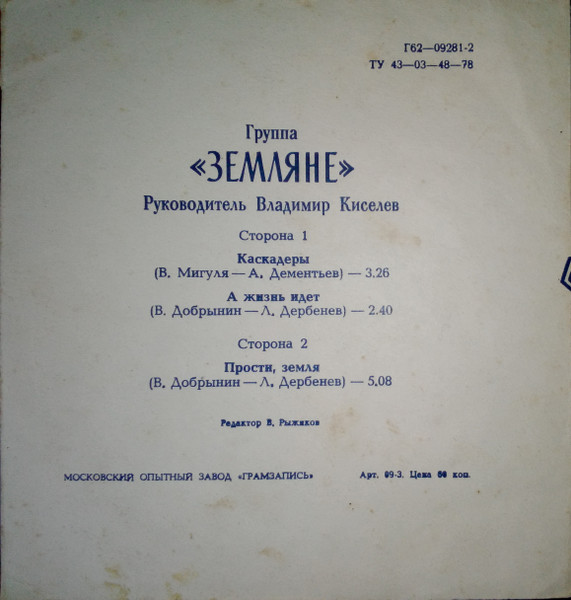 Г62—09281-2
ТУ 43—03—48—78
Группа
«ЗЕМЛЯНЕ»
Руководитель Владимир Киселев
Сторона 1
Каскадеры
(В. Мигуля — А. Дементьев) — 3.26
А жизнь идет
(В. Добрынин — Л. Дербенев) — 2.40
Сторона 2
Прости, земля
(В. Добрынин — Л. Дербенев) — 5.08
Редактор В. Рыжиков
МОСКОВСКИЙ ОПЫТНЫЙ ЗАВОД «ГРАМЗАПИСЬ» Арт. 99-3. Цена 60 коп.